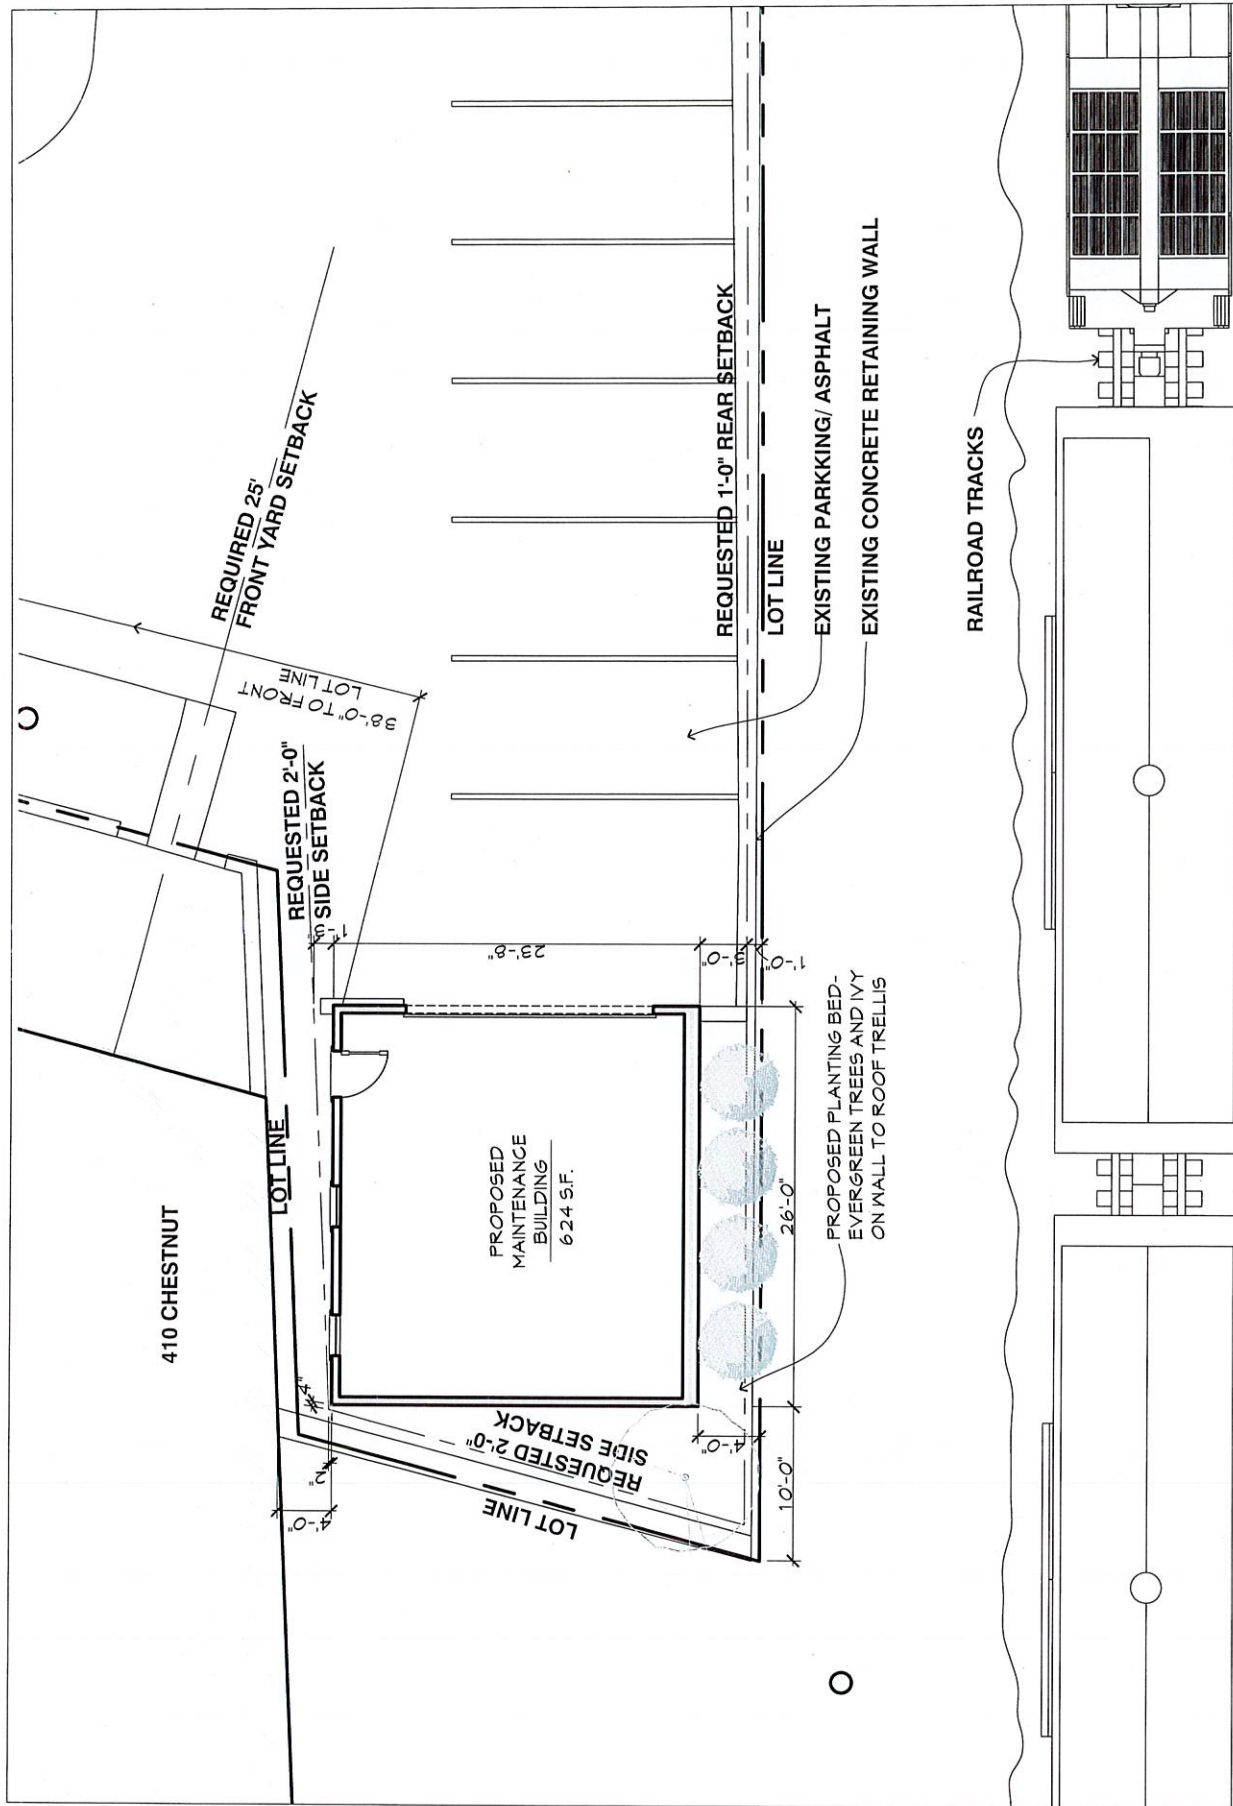 REQUIRED 25'
FRONT YARD SETBACK
38'-0" TO FRONT
LOT LINE
REQUESTED 2'-0"
SIDE SETBACK
410 CHESTNUT
LOT LINE
1'-3"
23'-8"
3'-0"
1'-0"
PROPOSED
MAINTENANCE
BUILDING
624 S.F.
4"
2"
4'-0"
REQUESTED 2'-0"
SIDE SETBACK
LOT LINE
4'-0"
10'-0"
26'-0"
PROPOSED PLANTING BED-
EVERGREEN TREES AND IVY
ON WALL TO ROOF TRELLIS
REQUESTED 1'-0" REAR SETBACK
LOT LINE
EXISTING PARKKING/ ASPHALT
EXISTING CONCRETE RETAINING WALL
RAILROAD TRACKS